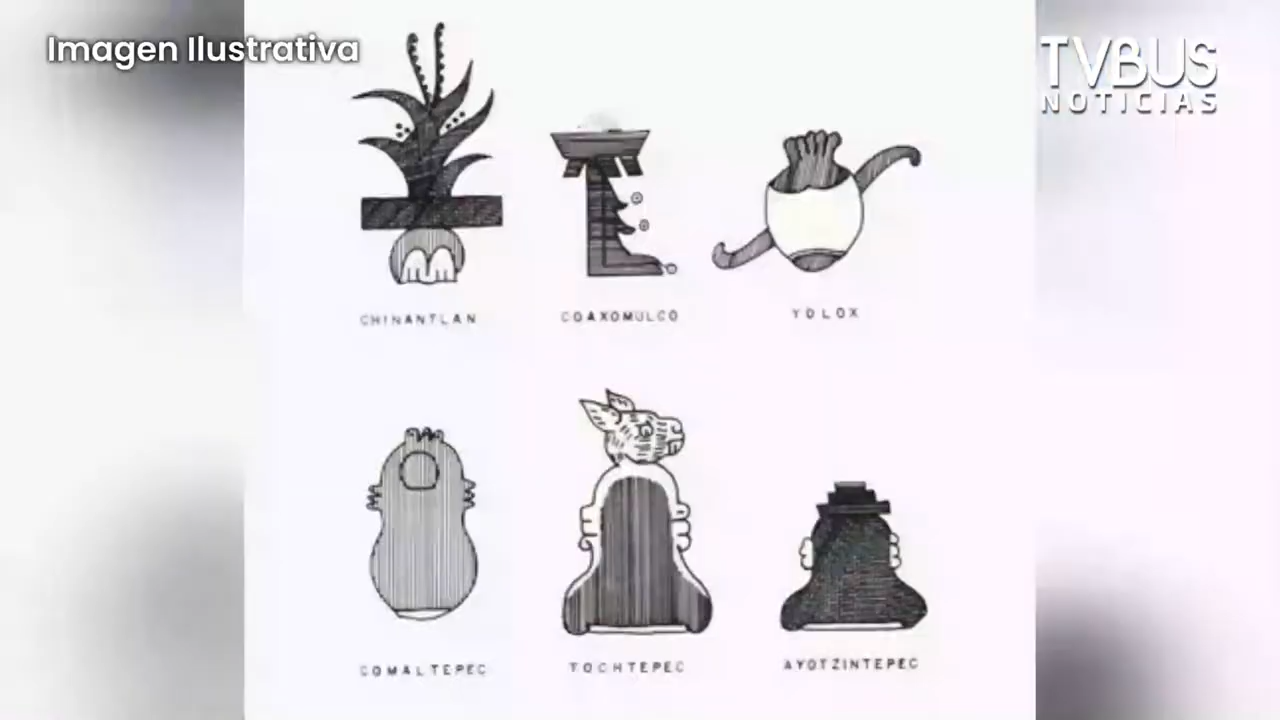 Imagen Ilustrativa
TVBUS
NOTICIAS
CHINANTLAN
COAXOMULCO
YOLOX
COMALTEPEC
TOCHTEPEC
AYOTZINTEPEC